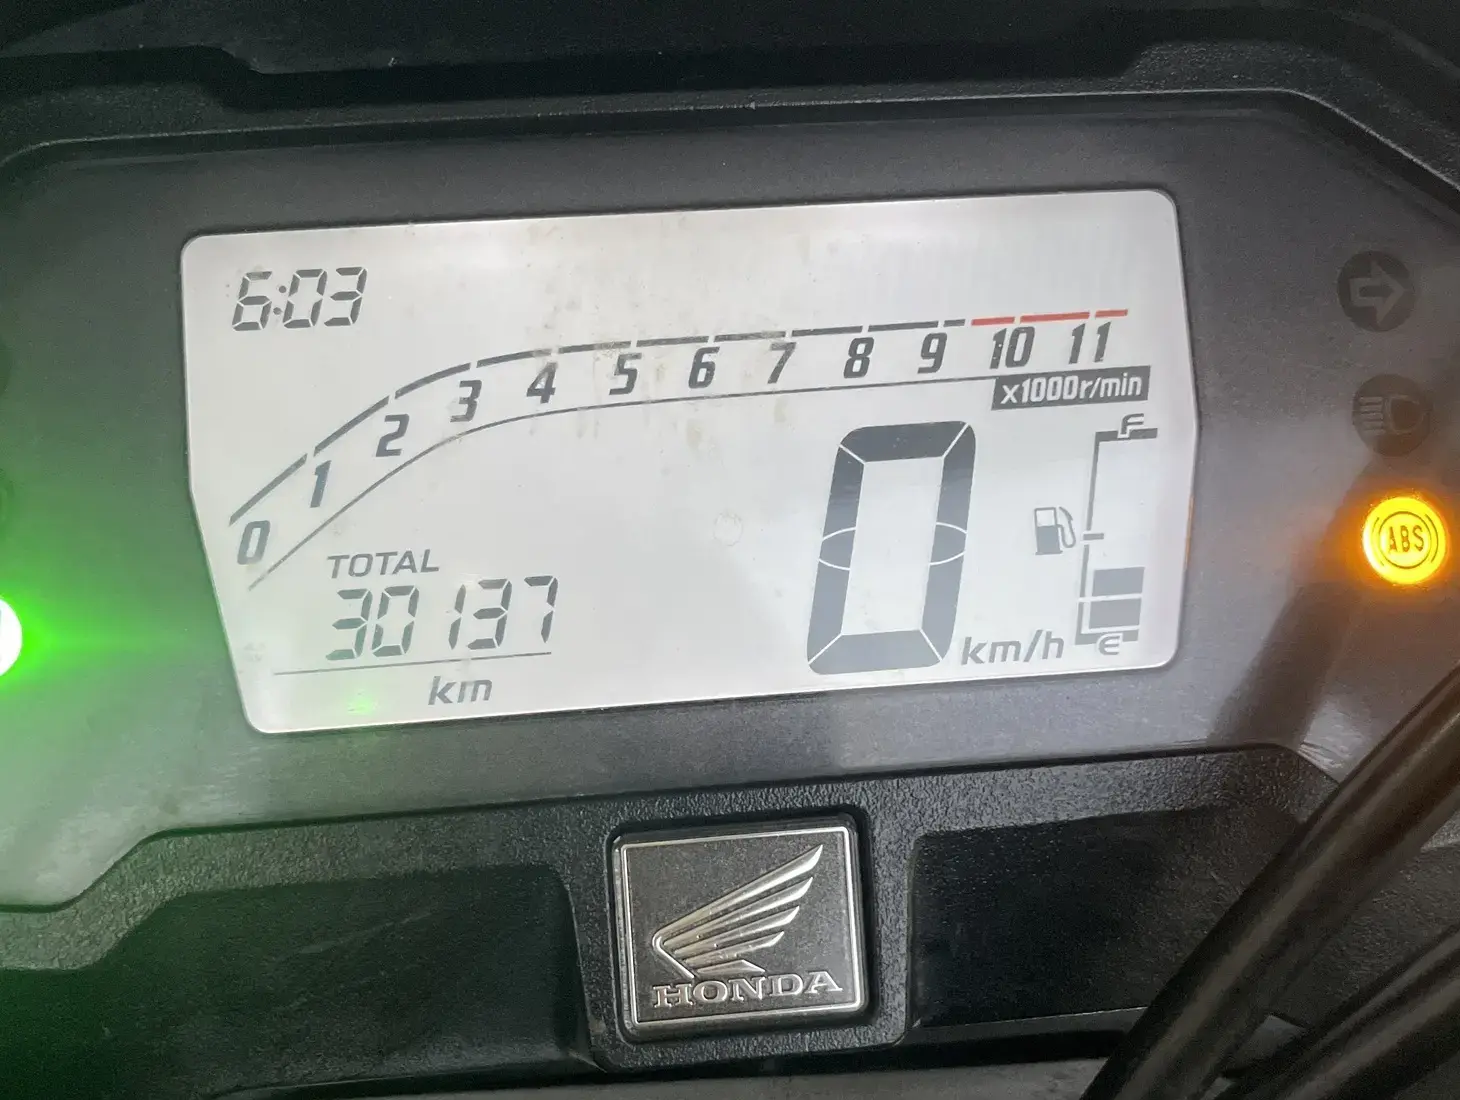 6:03
0 1 2 3 4 5 6 7 8 9 10 11
x1000r/min
F
ABS
TOTAL
30137
km
0
km/h
E
HONDA